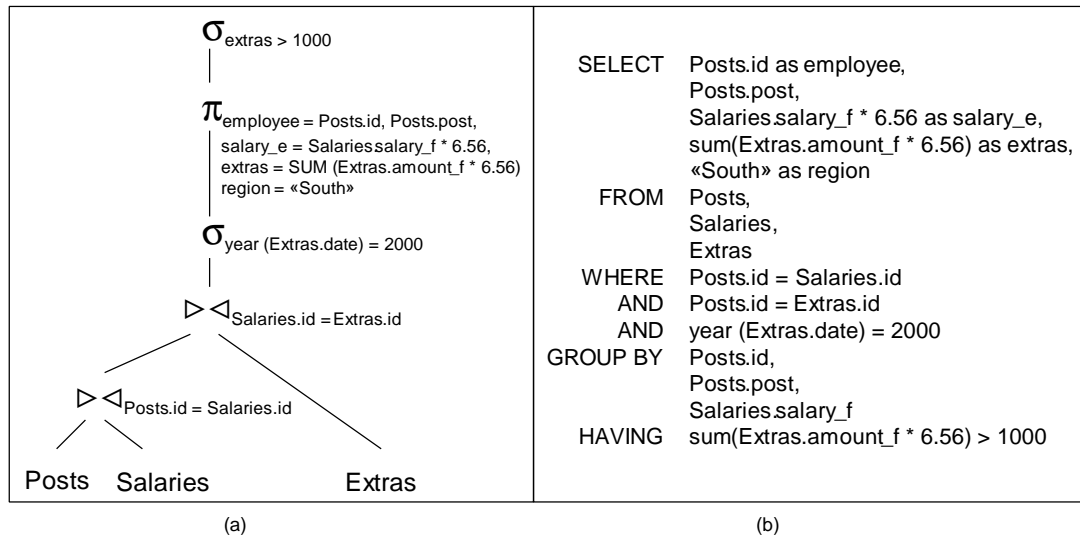 σ extras > 1000
π employee = Posts.id, Posts.post,
salary_e = Salaries.salary_f * 6.56,
extras = SUM (Extras.amount_f * 6.56)
region = «South»
σ year (Extras.date) = 2000
▷◁ Salaries.id = Extras.id
▷◁ Posts.id = Salaries.id
Posts Salaries Extras
(a)
SELECT Posts.id as employee,
Posts.post,
Salaries.salary_f * 6.56 as salary_e,
sum(Extras.amount_f * 6.56) as extras,
«South» as region
FROM Posts,
Salaries,
Extras
WHERE Posts.id = Salaries.id
AND Posts.id = Extras.id
AND year (Extras.date) = 2000
GROUP BY Posts.id,
Posts.post,
Salaries.salary_f
HAVING sum(Extras.amount_f * 6.56) > 1000
(b)